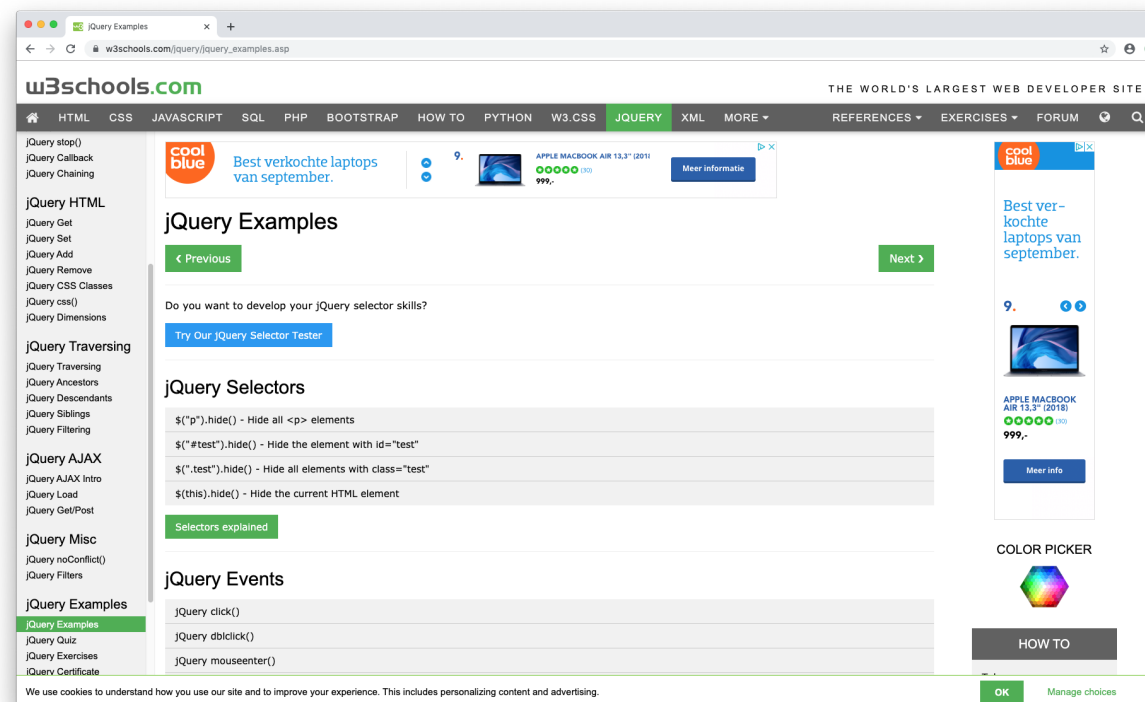 jQuery Examples
w3schools.com/jquery/jquery_examples.asp
w3schools.com
THE WORLD'S LARGEST WEB DEVELOPER SITE
HTML CSS JAVASCRIPT SQL PHP BOOTSTRAP HOW TO PYTHON W3.CSS JQUERY XML MORE REFERENCES EXERCISES FORUM
jQuery stop()
jQuery Callback
jQuery Chaining
jQuery HTML
jQuery Get
jQuery Set
jQuery Add
jQuery Remove
jQuery CSS Classes
jQuery css()
jQuery Dimensions
jQuery Traversing
jQuery Traversing
jQuery Ancestors
jQuery Descendants
jQuery Siblings
jQuery Filtering
jQuery AJAX
jQuery AJAX Intro
jQuery Load
jQuery Get/Post
jQuery Misc
jQuery noConflict()
jQuery Filters
jQuery Examples
jQuery Examples
jQuery Quiz
jQuery Exercises
jQuery Certificate
cool
blue
Best verkochte laptops
van september.
9.
APPLE MACBOOK AIR 13,3" (201
(30)
999,-
Meer informatie
jQuery Examples
❮ Previous
Next ❯
Do you want to develop your jQuery selector skills?
Try Our jQuery Selector Tester
jQuery Selectors
$("p").hide() - Hide all <p> elements
$("#test").hide() - Hide the element with id="test"
$(".test").hide() - Hide all elements with class="test"
$(this).hide() - Hide the current HTML element
Selectors explained
jQuery Events
jQuery click()
jQuery dblclick()
jQuery mouseenter()
cool
blue
Best ver-
kochte
laptops van
september.
9.
APPLE MACBOOK
AIR 13,3" (2018)
(30)
999,-
Meer info
COLOR PICKER
HOW TO
We use cookies to understand how you use our site and to improve your experience. This includes personalizing content and advertising.
OK
Manage choices